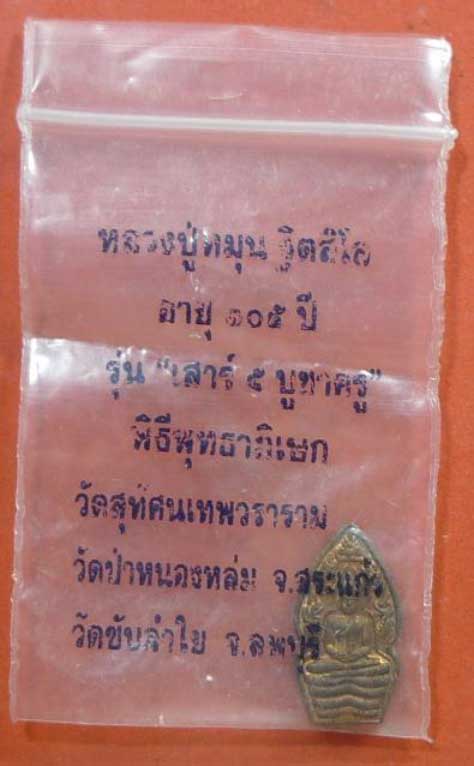 หลวงปู่หมุน ฐิตสีโล
อายุ ๑๐๕ ปี
รุ่น "เสาร์ ๕ บูชาครู"
พิธีพุทธาภิเษก
วัดสุทัศนเทพวราราม
วัดป่าหนองหล่ม จ.สระแก้ว
วัดซับลำใย จ.ลพบุรี